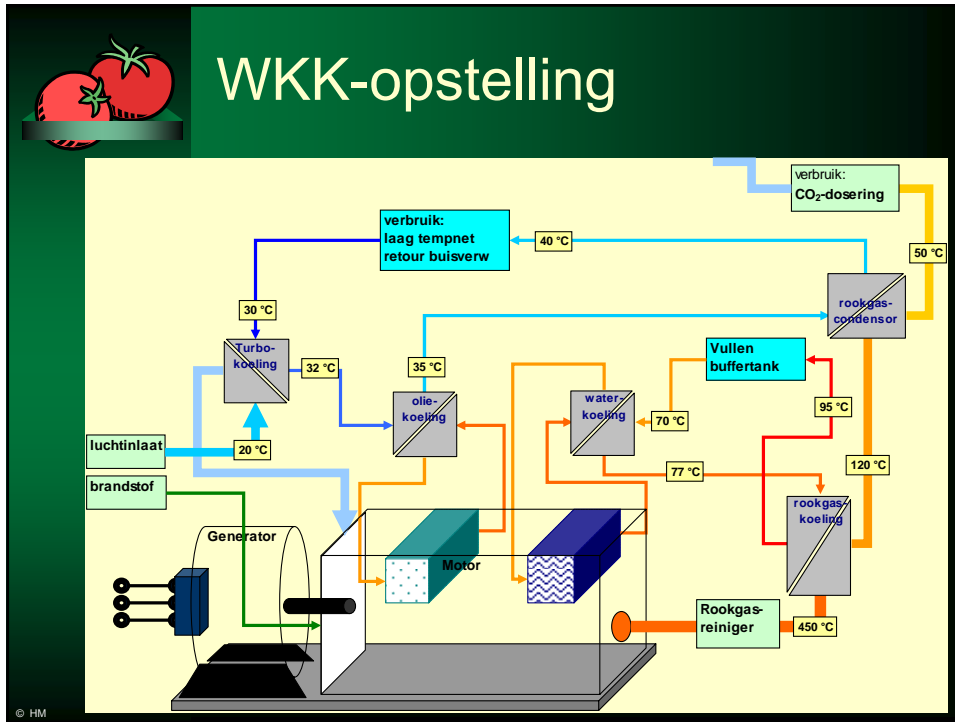 WKK-opstelling
verbruik:
CO₂-dosering
verbruik:
laag tempnet
retour buisverw
40 °C
50 °C
30 °C
rookgas-
condensor
Turbo-
koeling
32 °C
35 °C
Vullen
buffertank
olie-
koeling
water-
koeling
95 °C
70 °C
luchtinlaat
20 °C
77 °C
120 °C
brandstof
rookgas-
koeling
Generator
Motor
Rookgas-
reiniger
450 °C
© HM